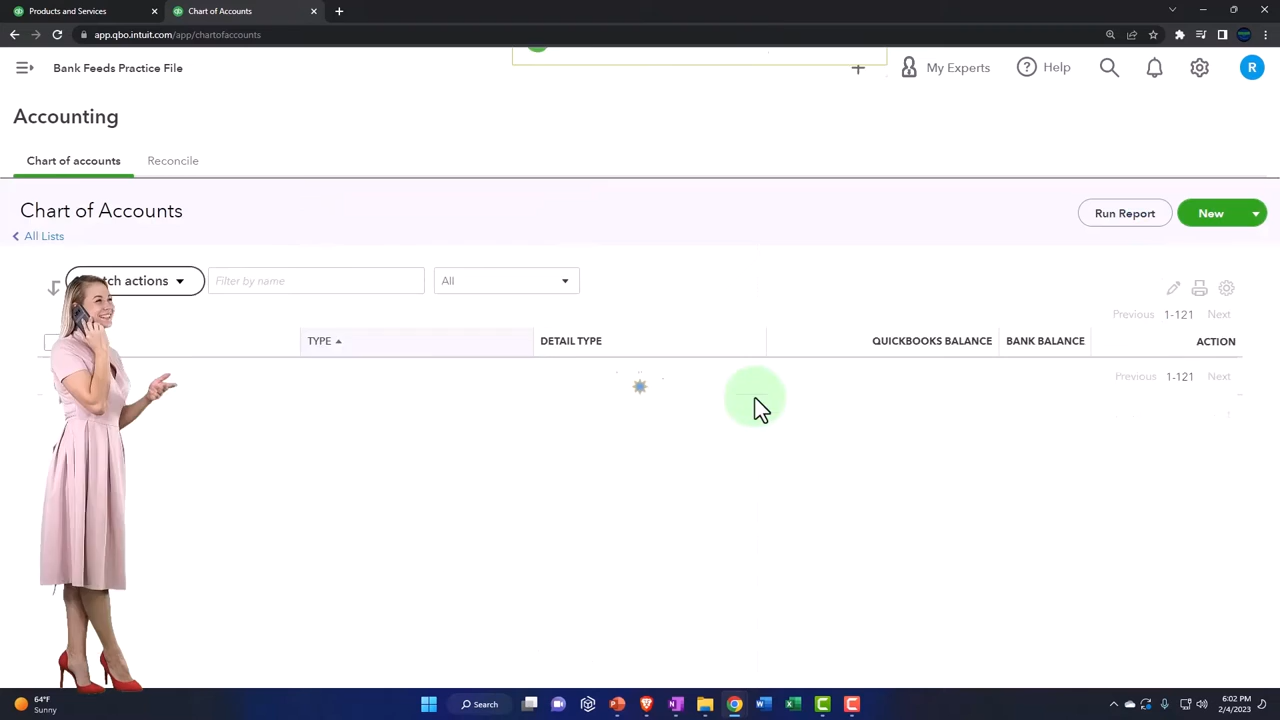 Products and Services
Chart of Accounts
app.qbo.intuit.com/app/chartofaccounts
Bank Feeds Practice File
My Experts
Help
R
Accounting
Chart of accounts
Reconcile
Chart of Accounts
Run Report
New
All Lists
tch actions
Filter by name
All
Previous 1-121 Next
TYPE
DETAIL TYPE
QUICKBOOKS BALANCE
BANK BALANCE
ACTION
Previous 1-121 Next
64°F
Sunny
Search
6:02 PM
2/4/2023